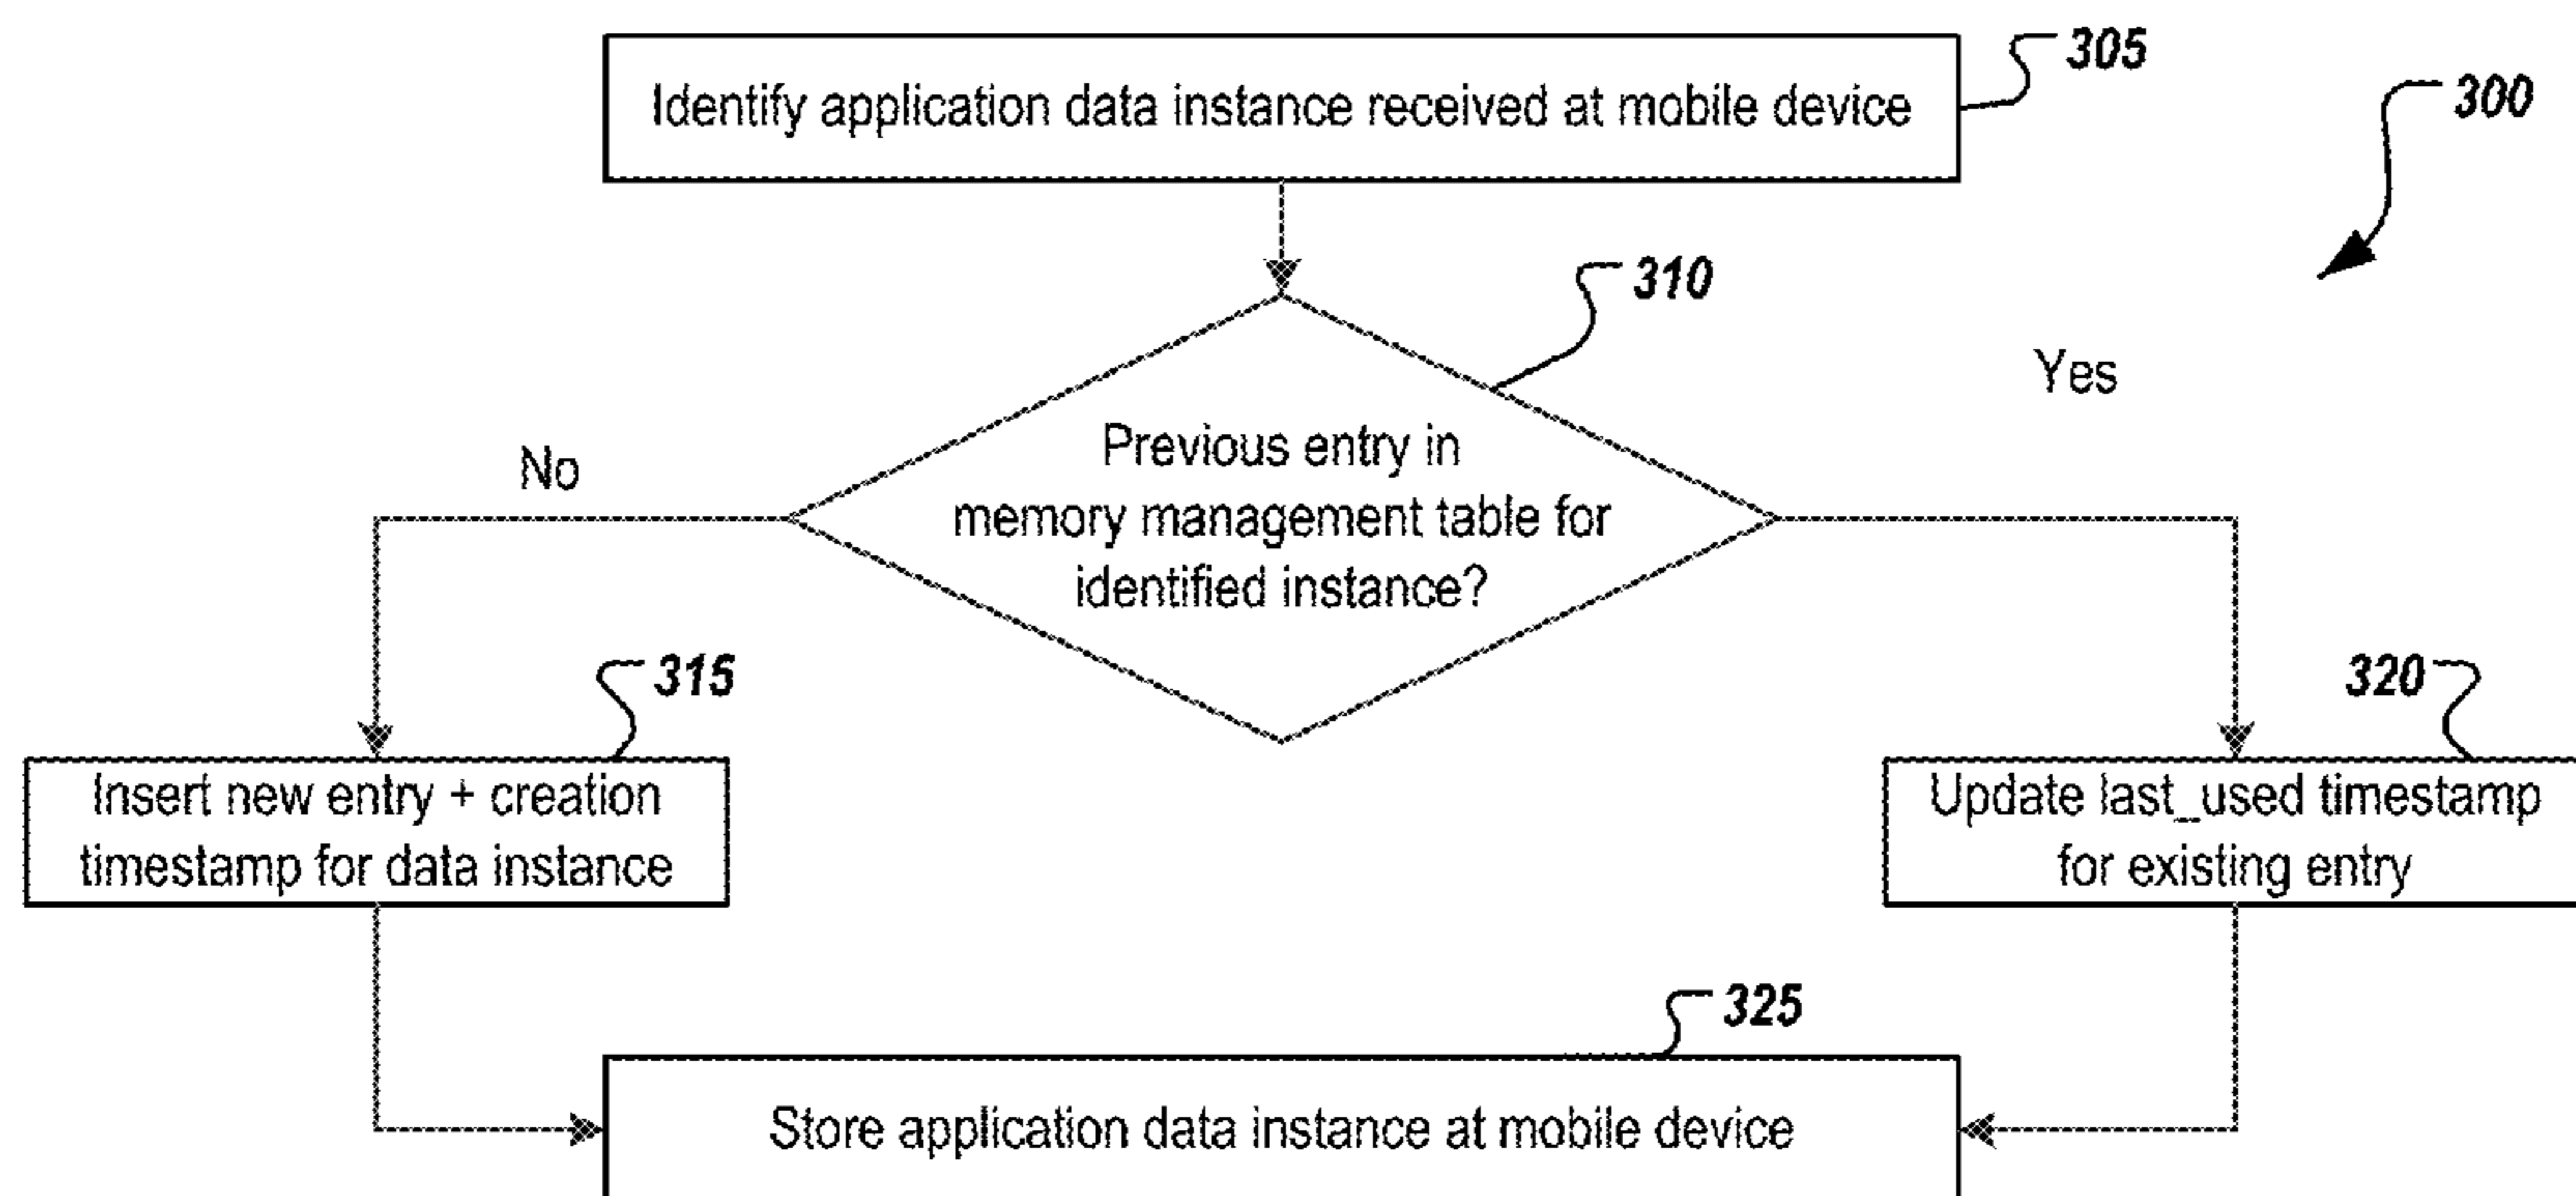 Identify application data instance received at mobile device
305
300
310
Yes
No
Previous entry in
memory management table for
identified instance?
315
320
Insert new entry + creation
timestamp for data instance
Update last_used timestamp
for existing entry
325
Store application data instance at mobile device